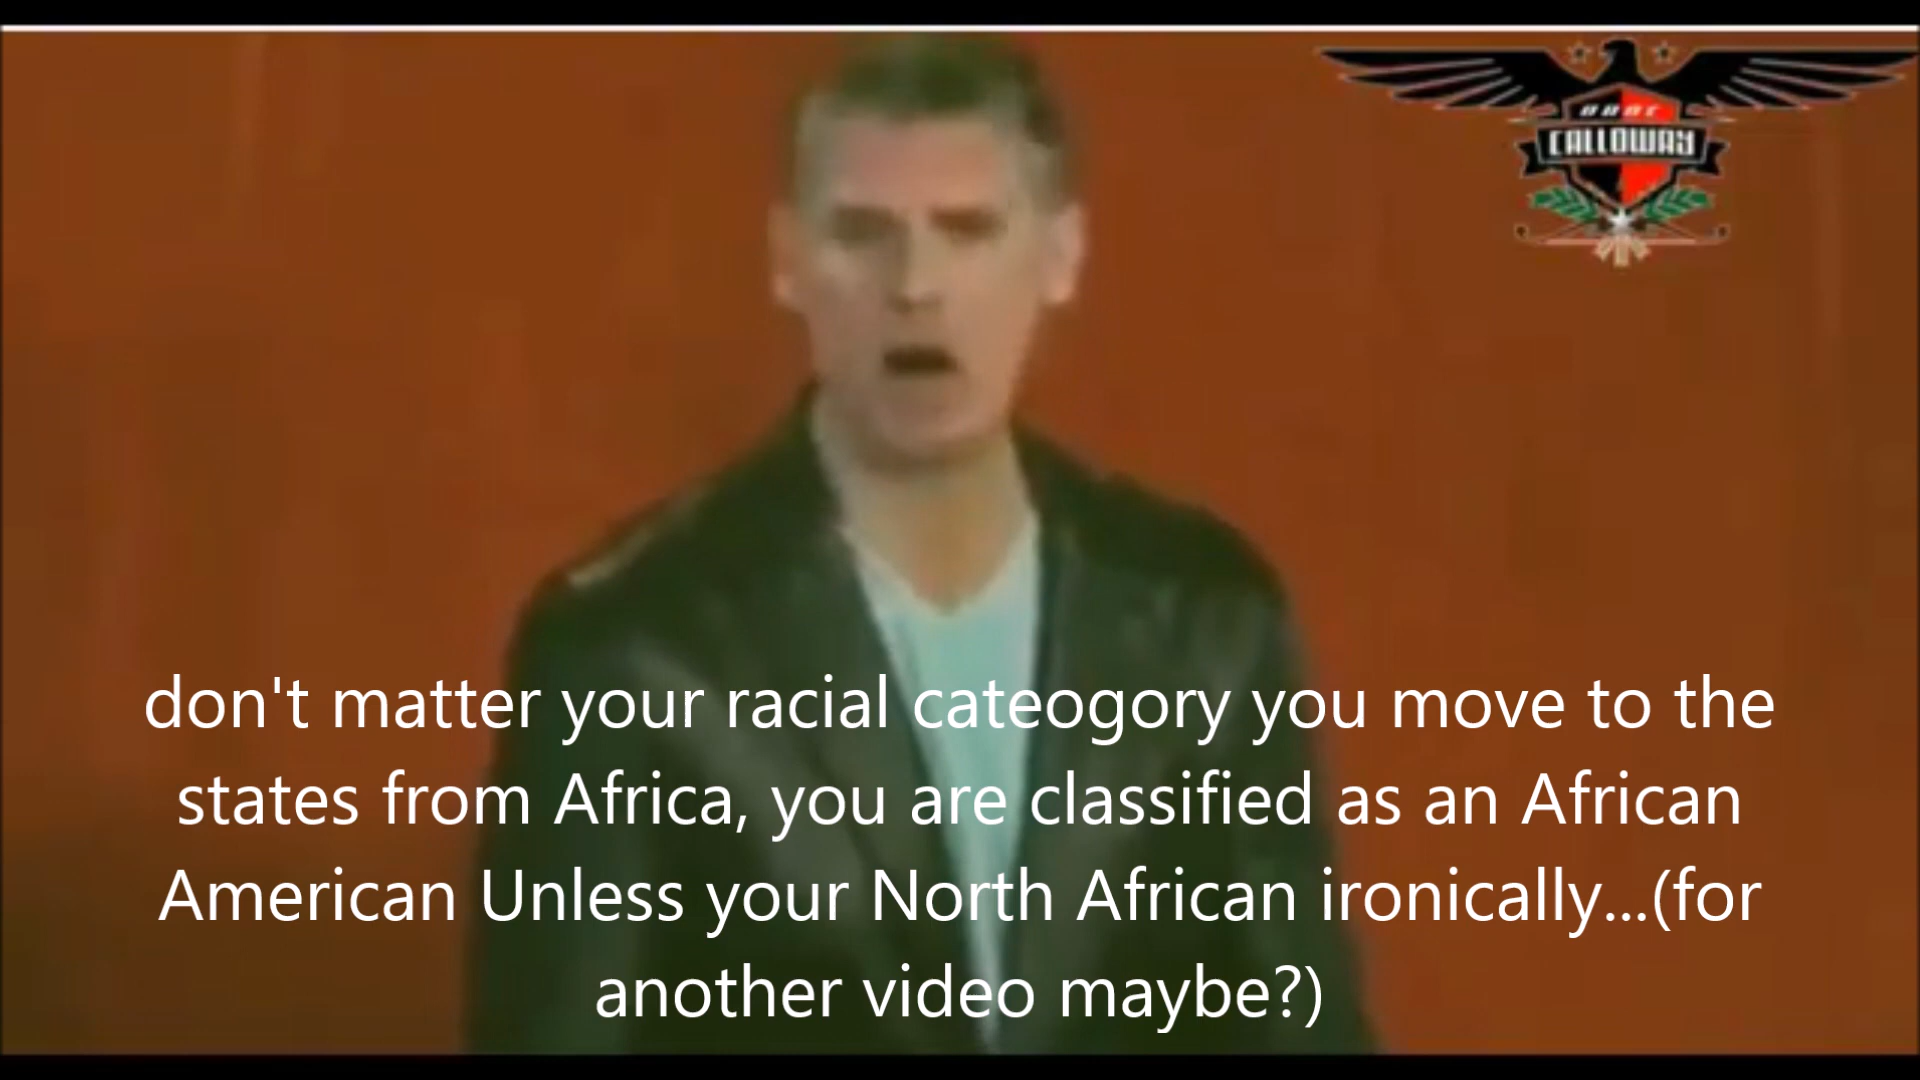 CALLOWAY
don't matter your racial cateogory you move to the
states from Africa, you are classified as an African
American Unless your North African ironically...(for
another video maybe?)